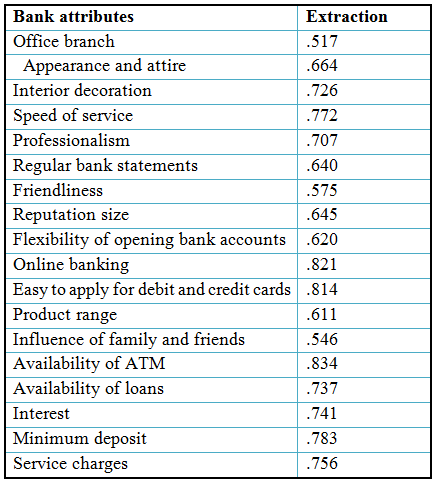 Bank attributes Extraction
Office branch .517
Appearance and attire .664
Interior decoration .726
Speed of service .772
Professionalism .707
Regular bank statements .640
Friendliness .575
Reputation size .645
Flexibility of opening bank accounts .620
Online banking .821
Easy to apply for debit and credit cards .814
Product range .611
Influence of family and friends .546
Availability of ATM .834
Availability of loans .737
Interest .741
Minimum deposit .783
Service charges .756